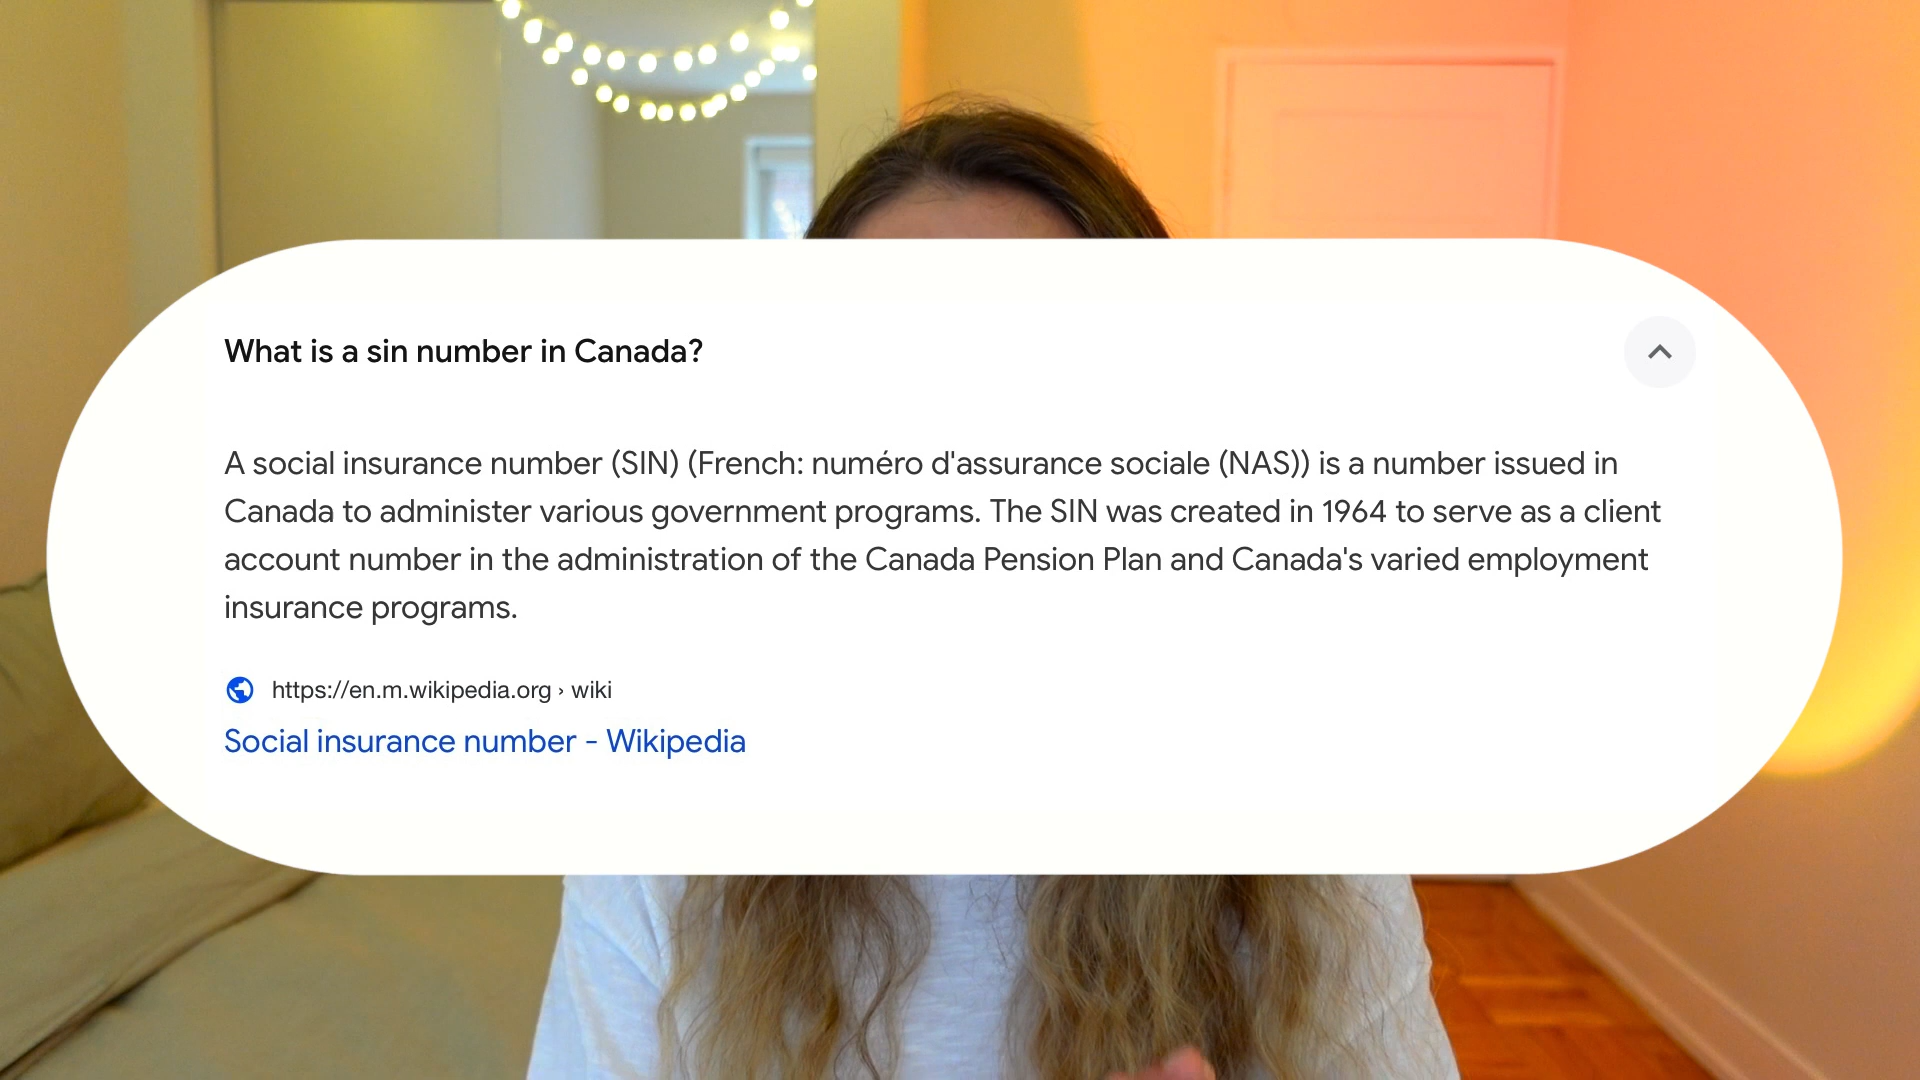 What is a sin number in Canada?
A social insurance number (SIN) (French: numéro d'assurance sociale (NAS)) is a number issued in
Canada to administer various government programs. The SIN was created in 1964 to serve as a client
account number in the administration of the Canada Pension Plan and Canada's varied employment
insurance programs.
https://en.m.wikipedia.org › wiki
Social insurance number - Wikipedia